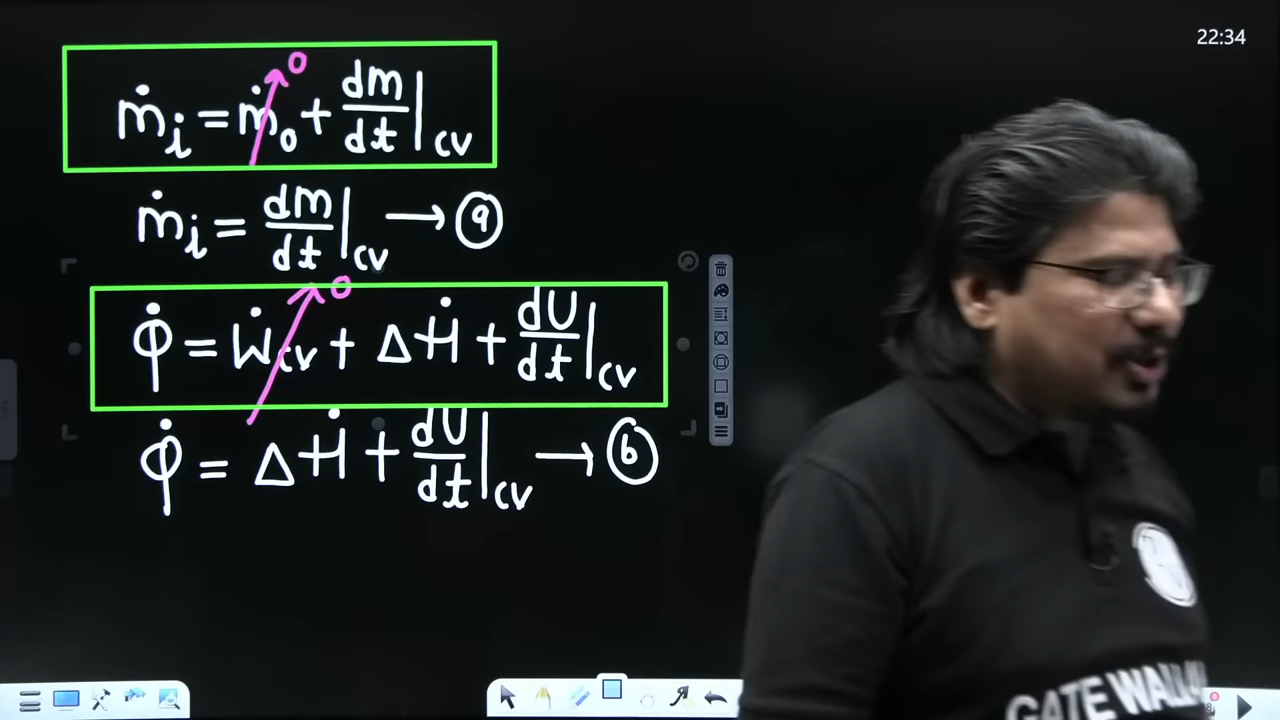 22:34
ṁᵢ = ṁ₀ + dm/dt|cv 0
ṁᵢ = dm/dt|cv → ⓐ
Q̇ = Ẇcv + ΔḢ + dU/dt|cv 0
Q̇ = ΔḢ + dU/dt|cv → ⓑ
GATE WALLAH